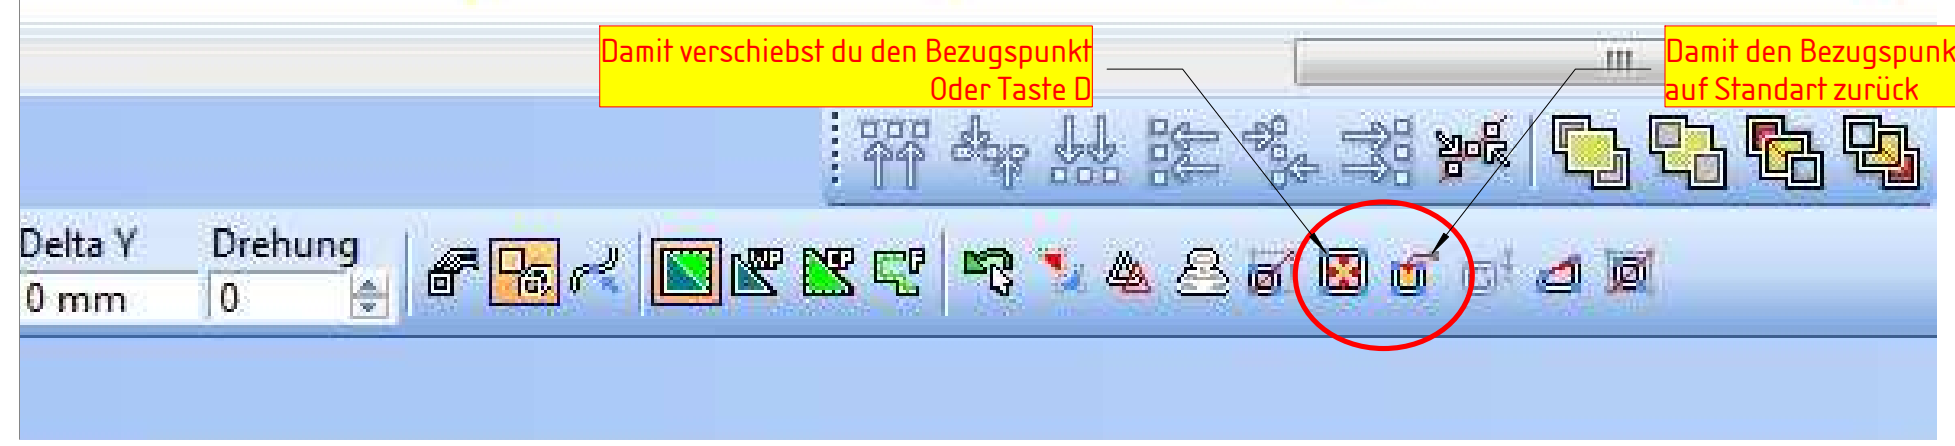 Damit verschiebst du den Bezugspunkt
Oder Taste D
Damit den Bezugspunk
auf Standart zurück
Delta Y Drehung
0 mm 0